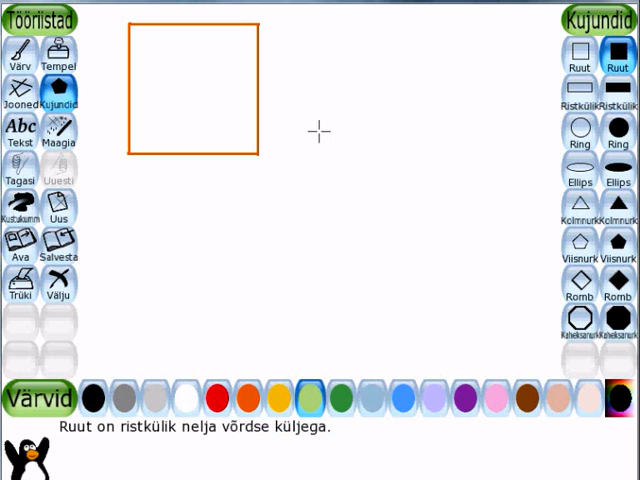 Tööriistad
Kujundid
Värv Tempel
Ruut Ruut
Jooned Kujundid
Ristkülik Ristkülik
Abc
Tekst Maagia
Ring Ring
Tagasi Uuesti
Ellips Ellips
Kustukumm Uus
Kolmnurk Kolmnurk
Ava Salvesta
Viisnurk Viisnurk
Trüki Välju
Romb Romb
Kaheksanurk Kaheksanurk
Värvid
Ruut on ristkülik nelja võrdse küljega.